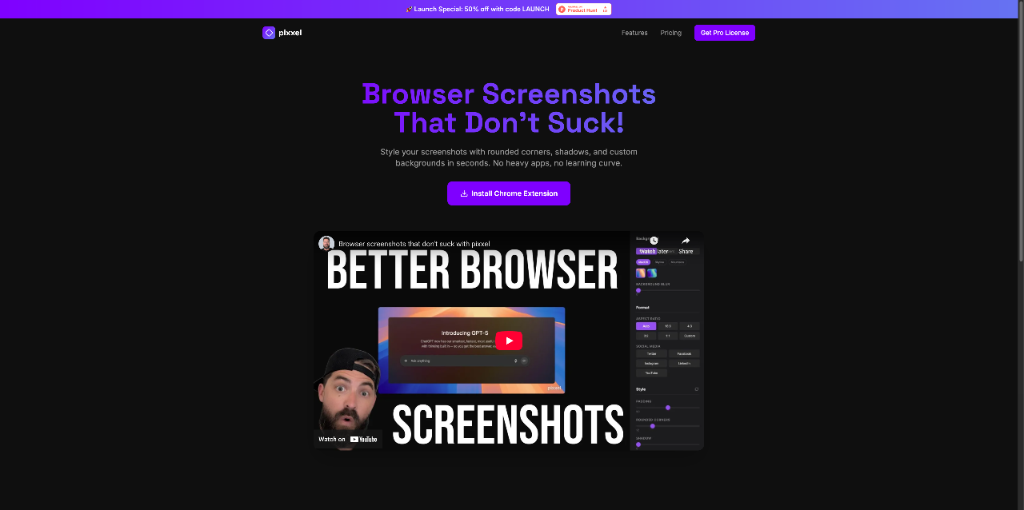 🚀 Launch Special: 50% off with code LAUNCH
Product Hunt
pixxel
Features
Pricing
Get Pro License
Browser Screenshots
That Don't Suck!
Style your screenshots with rounded corners, shadows, and custom
backgrounds in seconds. No heavy apps, no learning curve.
Install Chrome Extension
Browser screenshots that don't suck with pixxel
Share
BETTER BROWSER
Introducing GPT-5
Ask anything
pixxel
SCREENSHOTS
Watch on YouTube
Format
Style